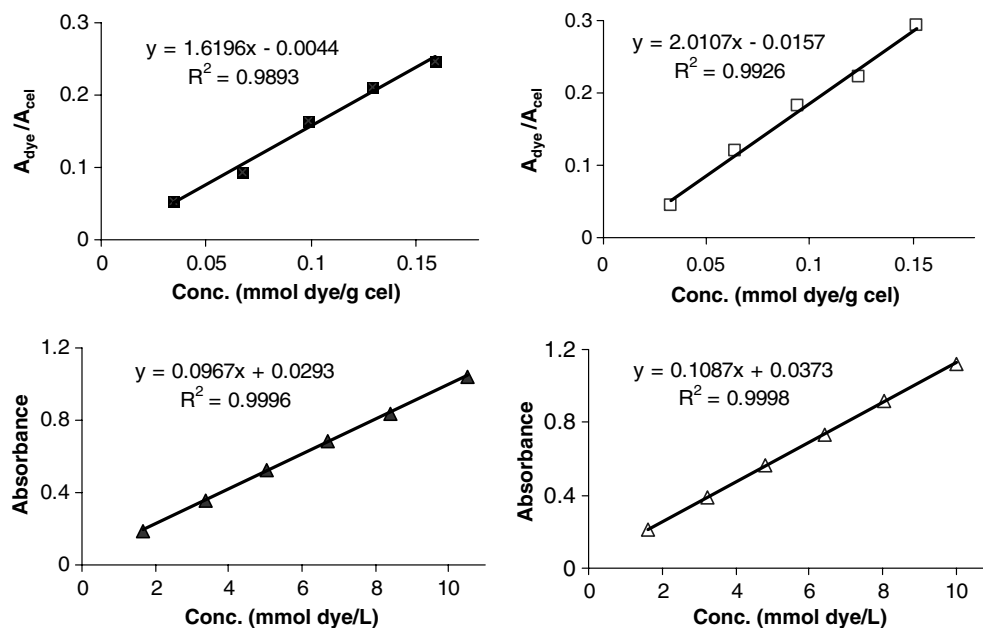 0.3
y = 1.6196x - 0.0044
R² = 0.9893
0.2
0.1
0
A_dye /A_cel
0 0.05 0.1 0.15
Conc. (mmol dye/g cel)
0.3
y = 2.0107x - 0.0157
R² = 0.9926
0.2
0.1
0
A_dye /A_cel
0 0.05 0.1 0.15
Conc. (mmol dye/g cel)
1.2
y = 0.0967x + 0.0293
R² = 0.9996
0.8
0.4
0
Absorbance
0 2 4 6 8 10
Conc. (mmol dye/L)
1.2
y = 0.1087x + 0.0373
R² = 0.9998
0.8
0.4
0
Absorbance
0 2 4 6 8 10
Conc. (mmol dye/L)